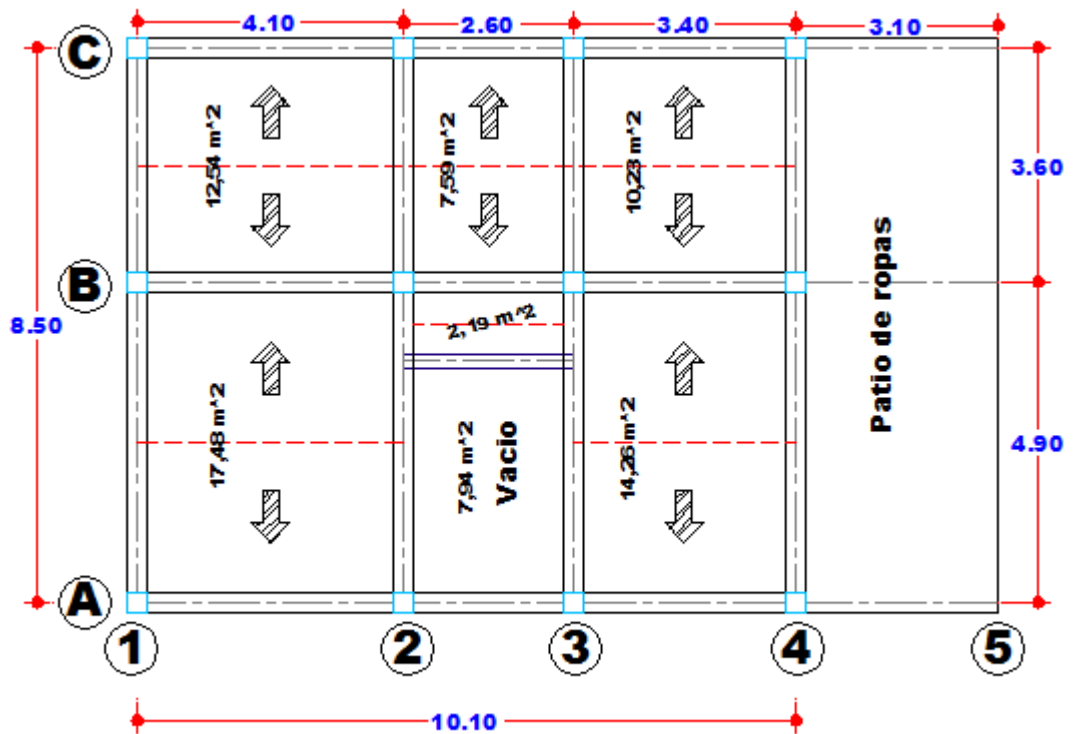 4.10
2.60
3.40
3.10
C
12,54 m^2
7,59 m^2
10,23 m^2
3.60
B
8.50
2, 19 m^2
Patio de ropas
17,48 m^2
7,94 m^2
Vacio
14,26 m^2
4.90
A
1
2
3
4
5
10.10